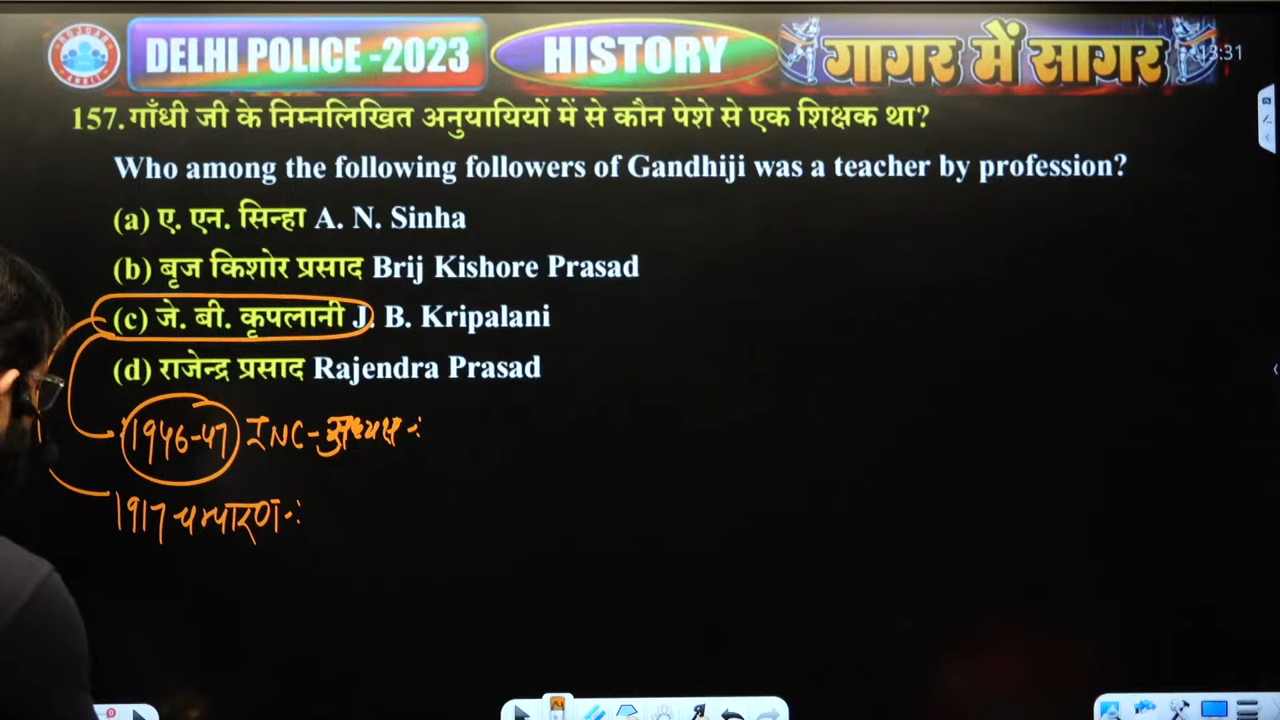 ROJGAR
ANKIT
DELHI POLICE -2023
HISTORY
गागर में सागर
13:31
157. गाँधी जी के निम्नलिखित अनुयायियों में से कौन पेशे से एक शिक्षक था?
Who among the following followers of Gandhiji was a teacher by profession?
(a) ए. एन. सिन्हा A. N. Sinha
(b) बृज किशोर प्रसाद Brij Kishore Prasad
(c) जे. बी. कृपलानी J. B. Kripalani
(d) राजेन्द्र प्रसाद Rajendra Prasad
1946-47 INC-अध्यक्ष
1917 चम्पारण